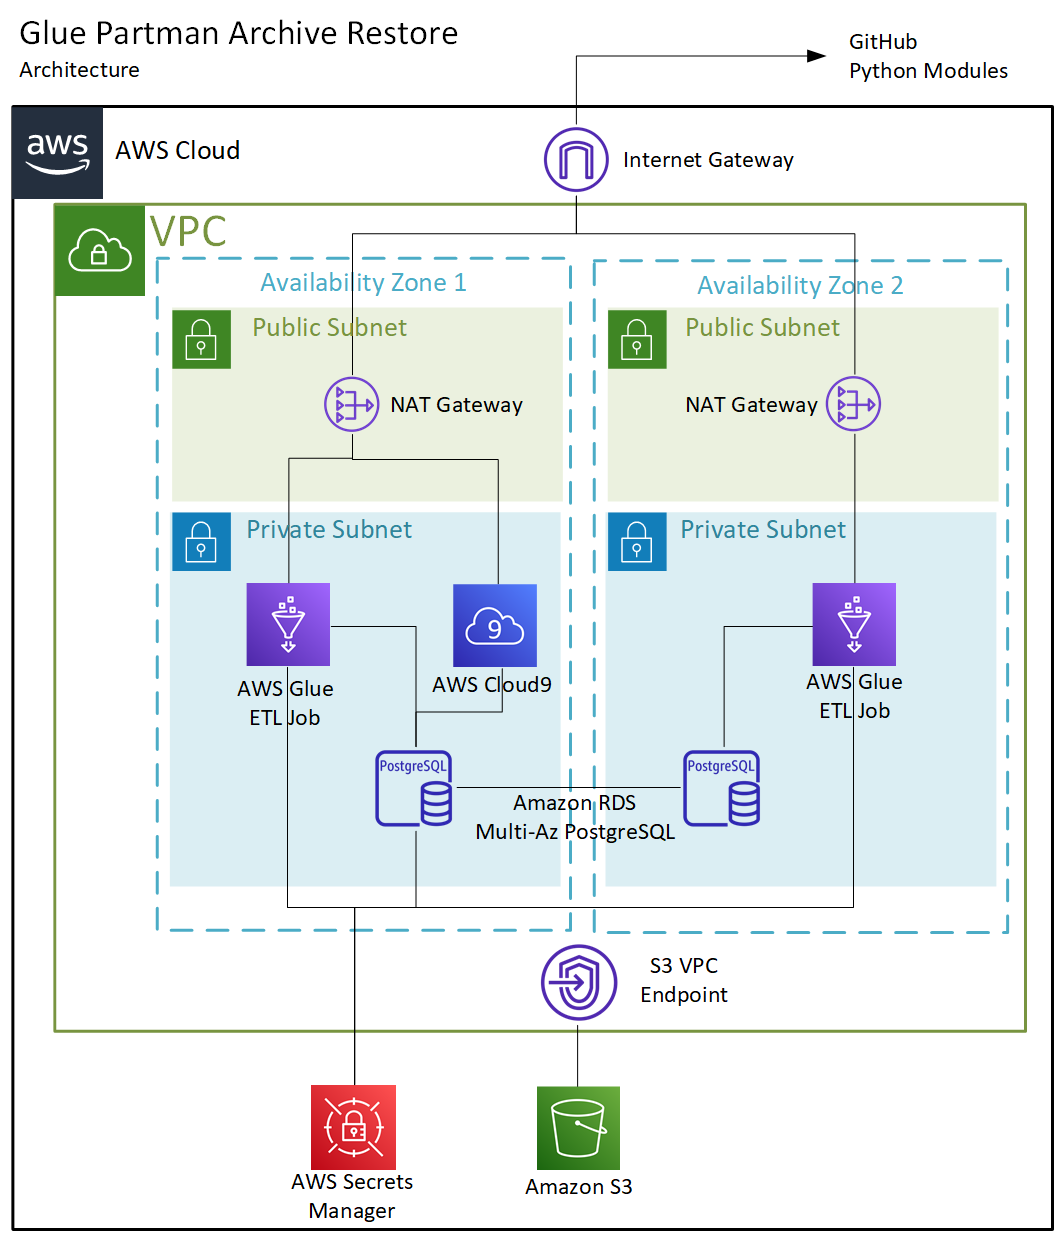 Glue Partman Archive Restore
Architecture
GitHub
Python Modules
aws
AWS Cloud
Internet Gateway
VPC
Availability Zone 1
Availability Zone 2
Public Subnet
Public Subnet
NAT Gateway
NAT Gateway
Private Subnet
Private Subnet
9
AWS Glue
ETL Job
AWS Cloud9
AWS Glue
ETL Job
PostgreSQL
PostgreSQL
Amazon RDS
Multi-Az PostgreSQL
S3 VPC
Endpoint
AWS Secrets
Manager
Amazon S3